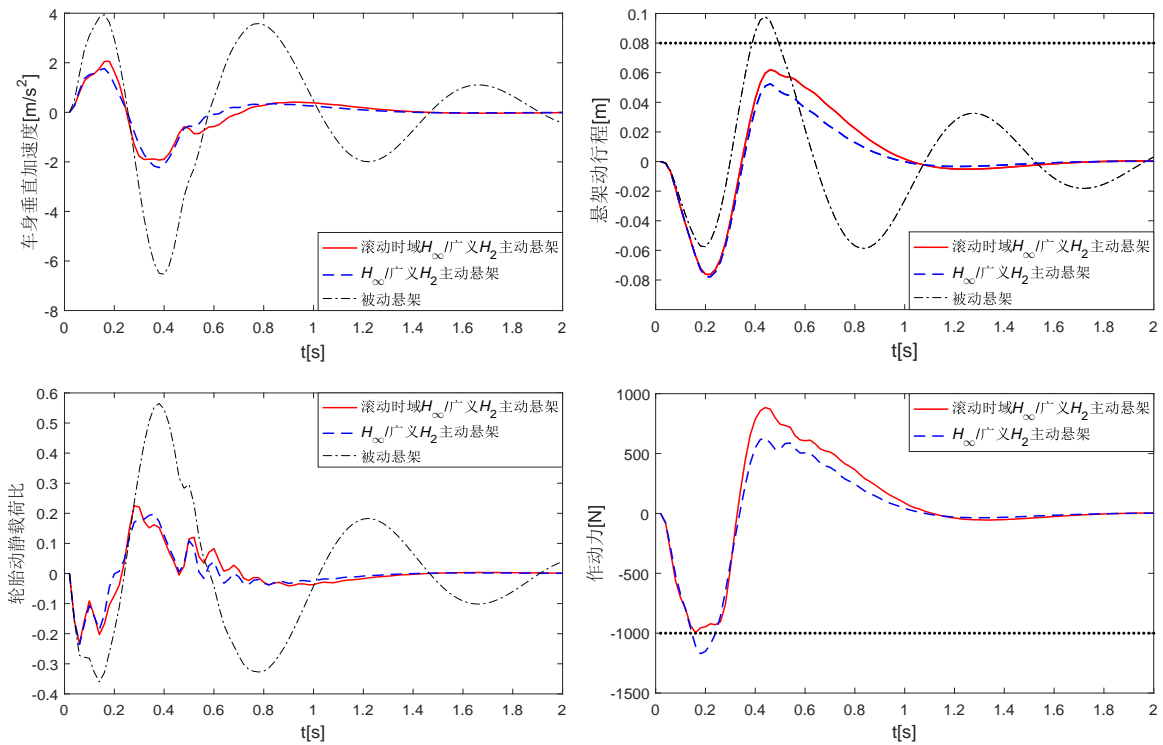 4
2
0
-2
-4
-6
-8
车身垂直加速度[m/s²]
滚动时域H∞/广义H2主动悬架
H∞/广义H2主动悬架
被动悬架
0 0.2 0.4 0.6 0.8 1 1.2 1.4 1.6 1.8 2
t[s]
0.08
0.06
0.04
0.02
0
-0.02
-0.04
-0.06
-0.08
悬架动行程[m]
滚动时域H∞/广义H2主动悬架
H∞/广义H2主动悬架
被动悬架
0 0.2 0.4 0.6 0.8 1 1.2 1.4 1.6 1.8 2
t[s]
0.6
0.5
0.4
0.3
0.2
0.1
0
-0.1
-0.2
-0.3
-0.4
轮胎动静载荷比
滚动时域H∞/广义H2主动悬架
H∞/广义H2主动悬架
被动悬架
0 0.2 0.4 0.6 0.8 1 1.2 1.4 1.6 1.8 2
t[s]
1000
500
0
-500
-1000
-1500
作动力[N]
滚动时域H∞/广义H2主动悬架
H∞/广义H2主动悬架
0 0.2 0.4 0.6 0.8 1 1.2 1.4 1.6 1.8 2
t[s]